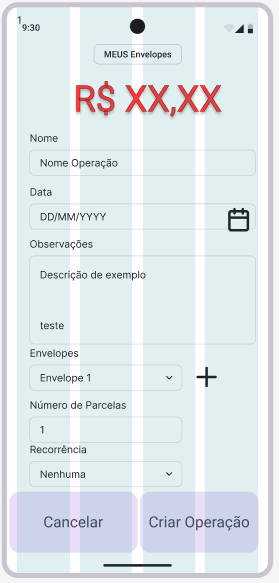 1
9:30
MEUS Envelopes
R$ XX,XX
Nome
Nome Operação
Data
DD/MM/YYYY
Observações
Descrição de exemplo
teste
Envelopes
Envelope 1
Número de Parcelas
1
Recorrência
Nenhuma
Cancelar
Criar Operação